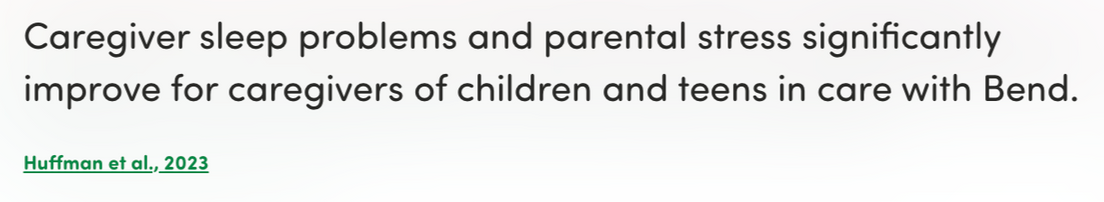 Caregiver sleep problems and parental stress significantly
improve for caregivers of children and teens in care with Bend.
Huffman et al., 2023